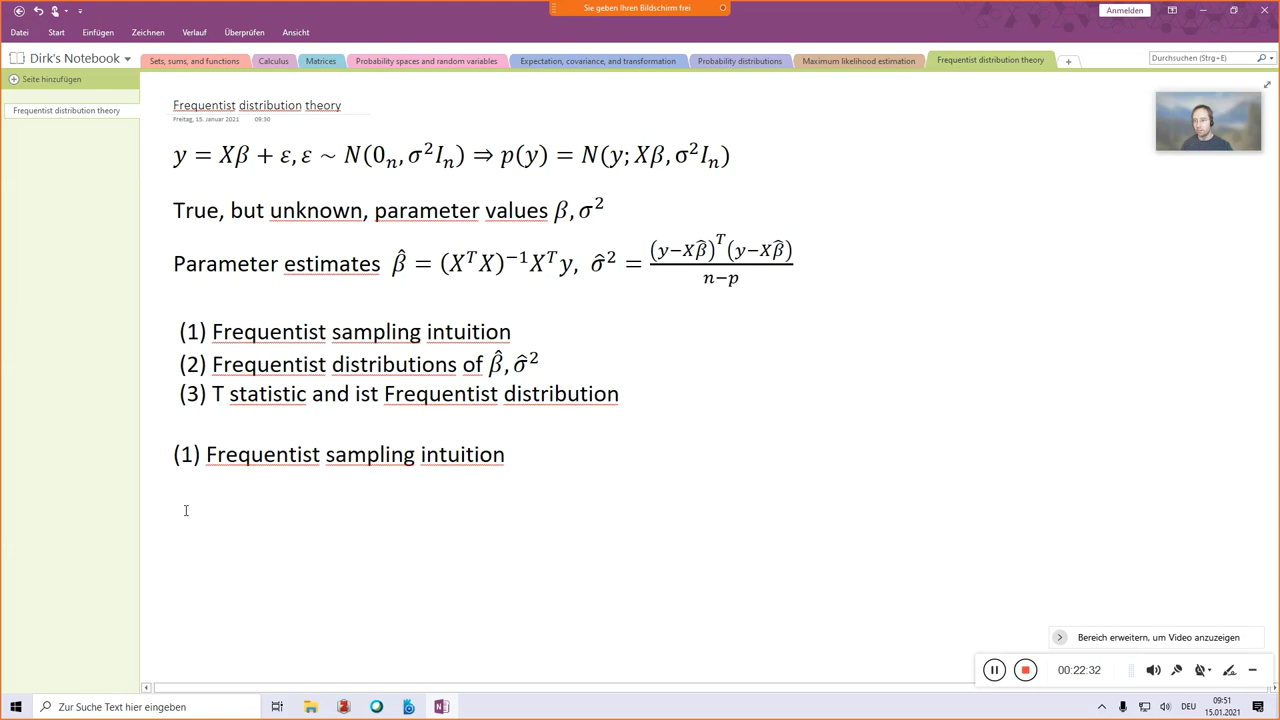 Sie geben Ihren Bildschirm frei
Anmelden
Datei Start Einfügen Zeichnen Verlauf Überprüfen Ansicht
Dirk's Notebook
Sets, sums, and functions Calculus Matrices Probability spaces and random variables Expectation, covariance, and transformation Probability distributions Maximum likelihood estimation Frequentist distribution theory +
Durchsuchen (Strg+E)
Seite hinzufügen
Frequentist distribution theory
Frequentist distribution theory
Freitag, 15. Januar 2021 09:30
y = Xβ + ε, ε ~ N(0ₙ, σ²Iₙ) ⇒ p(y) = N(y; Xβ, σ²Iₙ)
True, but unknown, parameter values β, σ²
Parameter estimates β̂ = (XᵀX)⁻¹Xᵀy, σ̂² = (y−Xβ̂)ᵀ(y−Xβ̂) / n−p
(1) Frequentist sampling intuition
(2) Frequentist distributions of β̂, σ̂²
(3) T statistic and ist Frequentist distribution
(1) Frequentist sampling intuition
Bereich erweitern, um Video anzuzeigen
00:22:32
Zur Suche Text hier eingeben
DEU
09:51
15.01.2021